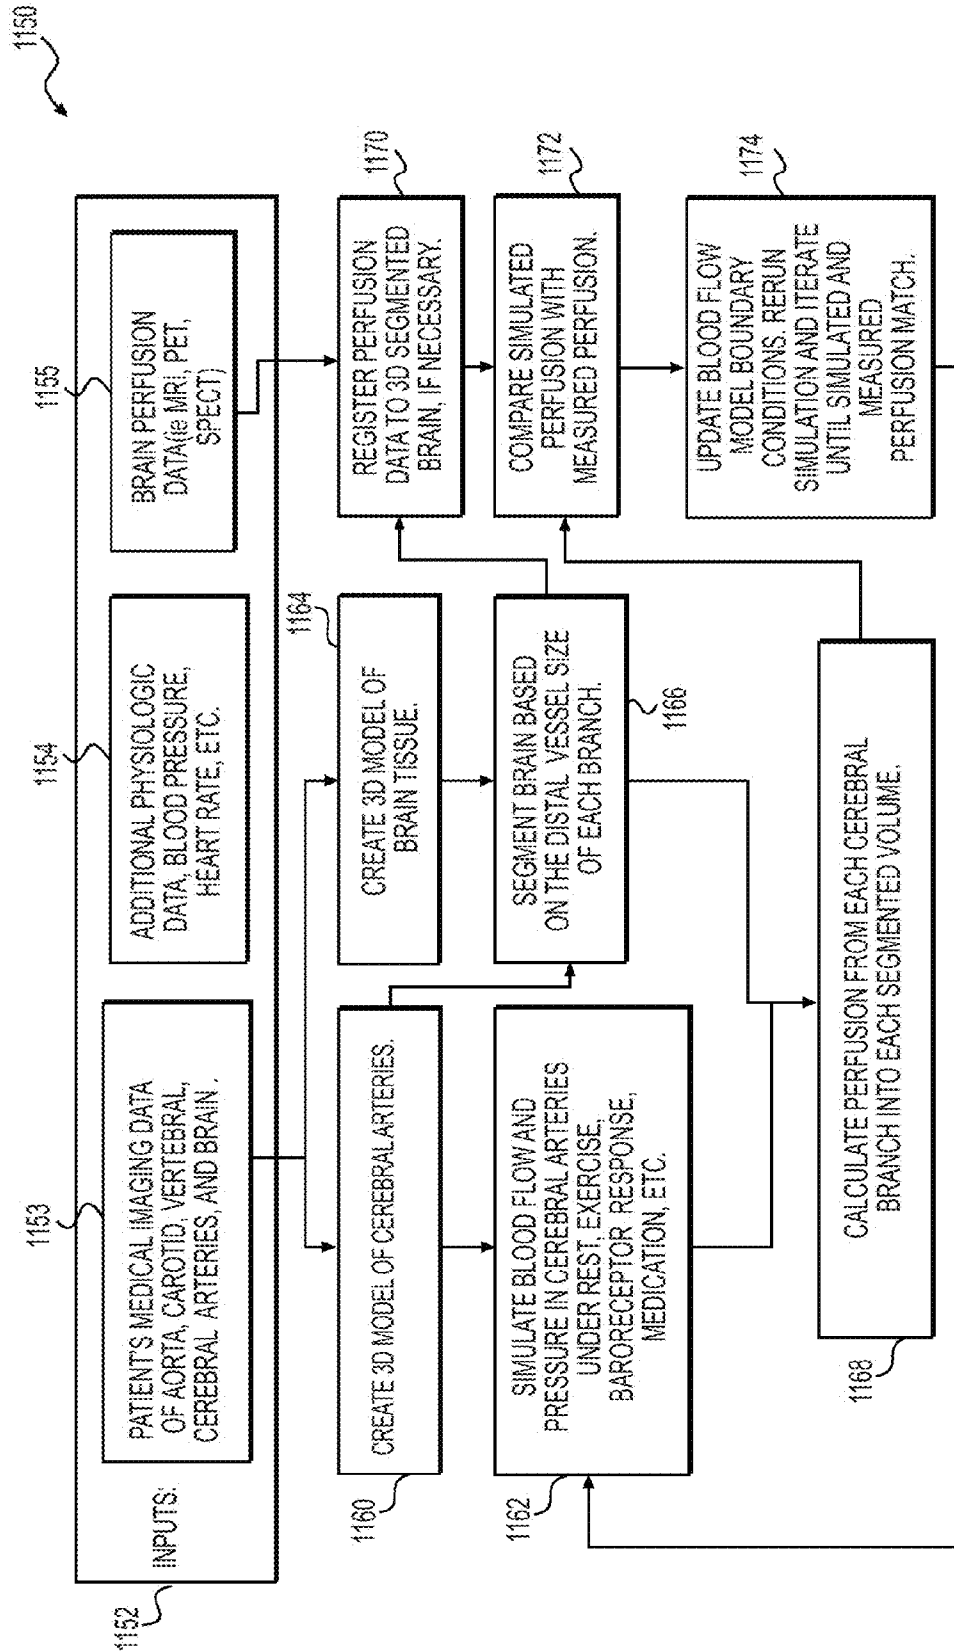 1150
1152
INPUTS:
1153
PATIENT'S MEDICAL IMAGING DATA
OF AORTA, CAROTID, VERTEBRAL,
CEREBRAL ARTERIES, AND BRAIN.
1154
ADDITIONAL PHYSIOLOGIC
DATA, BLOOD PRESSURE,
HEART RATE, ETC.
1155
BRAIN PERFUSION
DATA(ie MRI, PET,
SPECT)
1160
CREATE 3D MODEL OF CEREBRALARTERIES.
1164
CREATE 3D MODEL OF
BRAIN TISSUE.
1170
REGISTER PERFUSION
DATA TO 3D SEGMENTED
BRAIN, IF NECESSARY.
1162
SIMULATE BLOOD FLOW AND
PRESSURE IN CEREBRAL ARTERIES
UNDER REST, EXERCISE,
BARORECEPTOR RESPONSE,
MEDICATION, ETC.
SEGMENT BRAIN BASED
ON THE DISTAL VESSEL SIZE
OF EACH BRANCH.
1166
1172
COMPARE SIMULATED
PERFUSION WITH
MEASURED PERFUSION.
1168
CALCULATE PERFUSION FROM EACH CEREBRAL
BRANCH INTO EACH SEGMENTED VOLUME.
1174
UPDATE BLOOD FLOW
MODEL BOUNDARY
CONDITIONS. RERUN
SIMULATION AND ITERATE
UNTIL SIMULATED AND
MEASURED
PERFUSION MATCH.